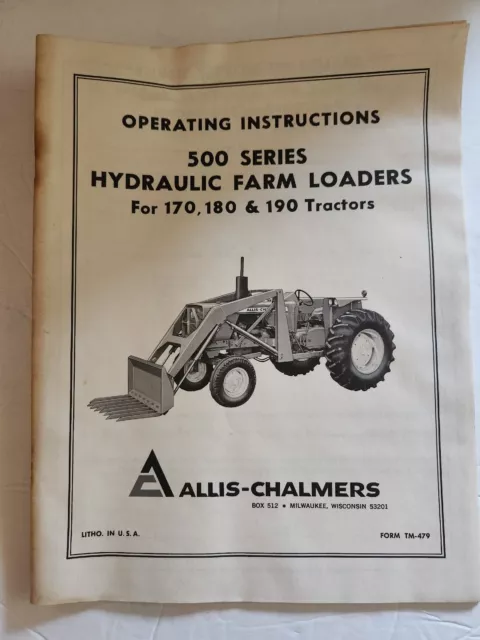 OPERATING INSTRUCTIONS
500 SERIES
HYDRAULIC FARM LOADERS
For 170, 180 & 190 Tractors
ALLIS-CHALMERS
BOX 512 • MILWAUKEE, WISCONSIN 53201
LITHO. IN U.S.A.
FORM TM-479